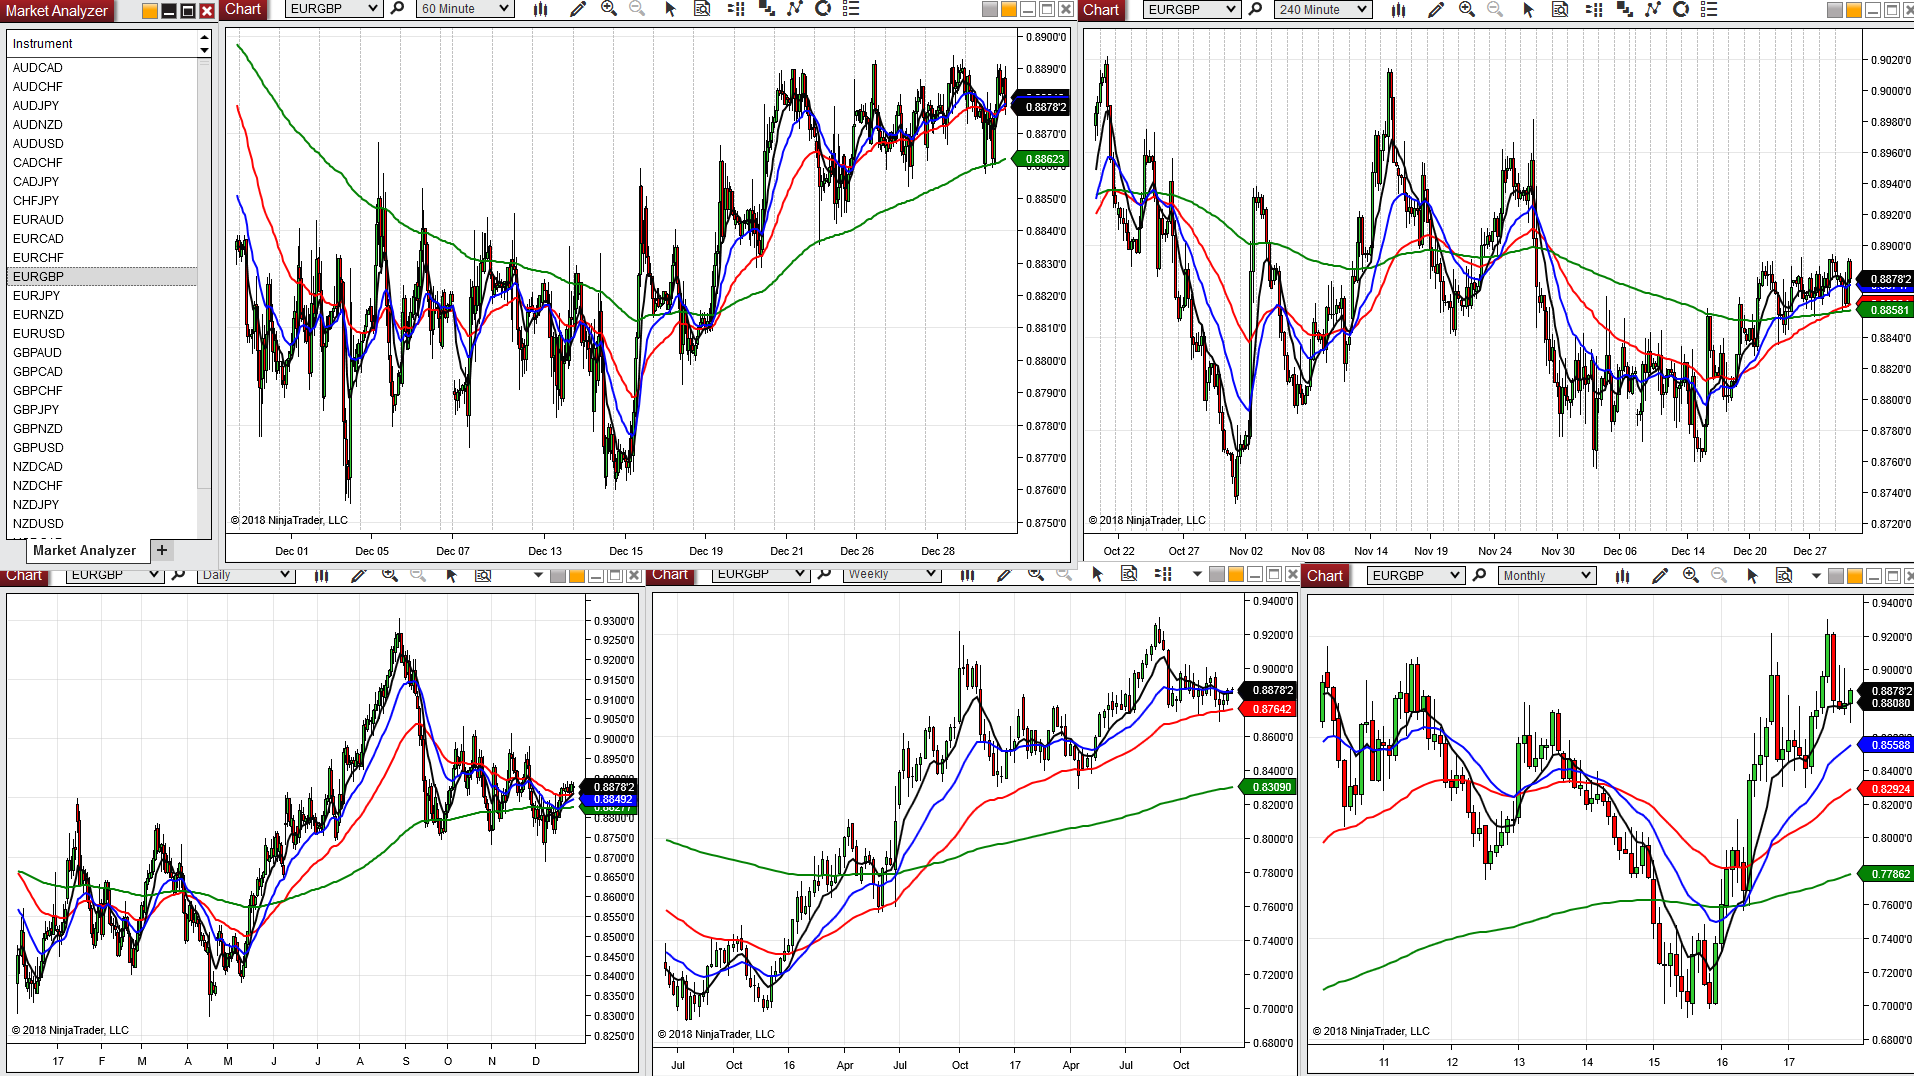 Market Analyzer
Instrument
AUDCAD
AUDCHF
AUDJPY
AUDNZD
AUDUSD
CADCHF
CADJPY
CHFJPY
EURAUD
EURCAD
EURCHF
EURGBP
EURJPY
EURNZD
EURUSD
GBPAUD
GBPCAD
GBPCHF
GBPJPY
GBPNZD
GBPUSD
NZDCAD
NZDCHF
NZDJPY
NZDUSD
Market Analyzer +
Chart EURGBP 60 Minute
0.8900'0
0.8890'0
0.8878'2
0.8870'0
0.88623
0.8850'0
0.8840'0
0.8830'0
0.8820'0
0.8810'0
0.8800'0
0.8790'0
0.8780'0
0.8770'0
0.8760'0
0.8750'0
© 2018 NinjaTrader, LLC
Dec 01 Dec 05 Dec 07 Dec 13 Dec 15 Dec 19 Dec 21 Dec 26 Dec 28
Chart EURGBP 240 Minute
0.9020'0
0.9000'0
0.8980'0
0.8960'0
0.8940'0
0.8920'0
0.8900'0
0.8878'2
0.88581
0.8840'0
0.8820'0
0.8800'0
0.8780'0
0.8760'0
0.8740'0
0.8720'0
© 2018 NinjaTrader, LLC
Oct 22 Oct 27 Nov 02 Nov 08 Nov 14 Nov 19 Nov 24 Nov 30 Dec 06 Dec 14 Dec 20 Dec 27
Chart EURGBP Daily
0.9300'0
0.9250'0
0.9200'0
0.9150'0
0.9100'0
0.9050'0
0.9000'0
0.8950'0
0.8878'2
0.88492
0.8800'0
0.8750'0
0.8700'0
0.8650'0
0.8600'0
0.8550'0
0.8500'0
0.8450'0
0.8400'0
0.8350'0
0.8300'0
0.8250'0
© 2018 NinjaTrader, LLC
17 F M A M J J A S O N D
Chart EURGBP Weekly
0.9400'0
0.9200'0
0.9000'0
0.8878'2
0.87642
0.8600'0
0.8400'0
0.83090
0.8200'0
0.8000'0
0.7800'0
0.7600'0
0.7400'0
0.7200'0
0.7000'0
0.6800'0
© 2018 NinjaTrader, LLC
Jul Oct 16 Apr Jul Oct 17 Apr Jul Oct
Chart EURGBP Monthly
0.9400'0
0.9200'0
0.9000'0
0.8878'2
0.88080
0.85588
0.8400'0
0.82924
0.8200'0
0.8000'0
0.77862
0.7600'0
0.7400'0
0.7200'0
0.7000'0
0.6800'0
© 2018 NinjaTrader, LLC
11 12 13 14 15 16 17